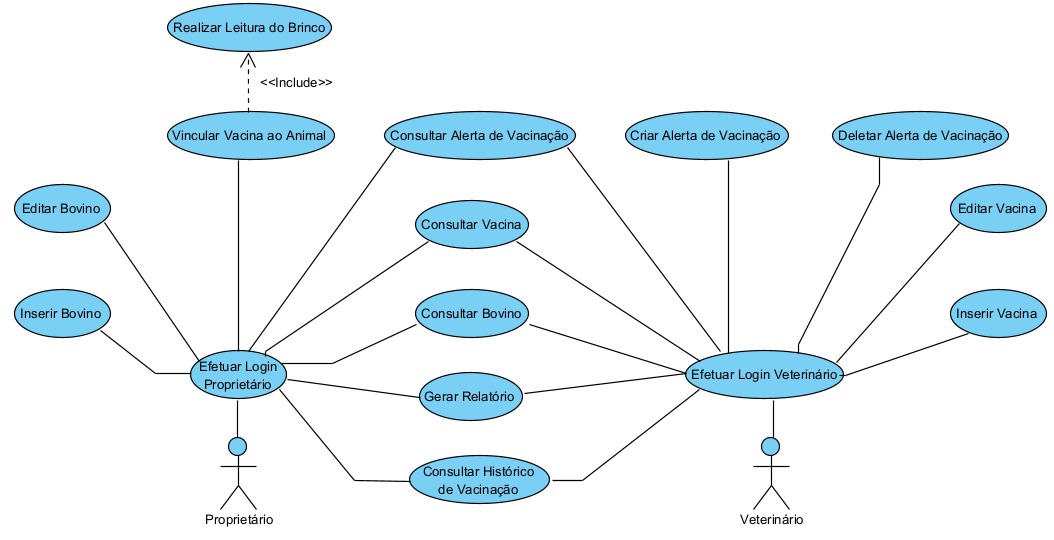 Realizar Leitura do Brinco
<<Include>>
Vincular Vacina ao Animal
Consultar Alerta de Vacinação
Criar Alerta de Vacinação
Deletar Alerta de Vacinação
Editar Bovino
Consultar Vacina
Editar Vacina
Inserir Bovino
Consultar Bovino
Inserir Vacina
Efetuar Login
Proprietário
Efetuar Login Veterinário
Gerar Relatório
Consultar Histórico
de Vacinação
Proprietário
Veterinário